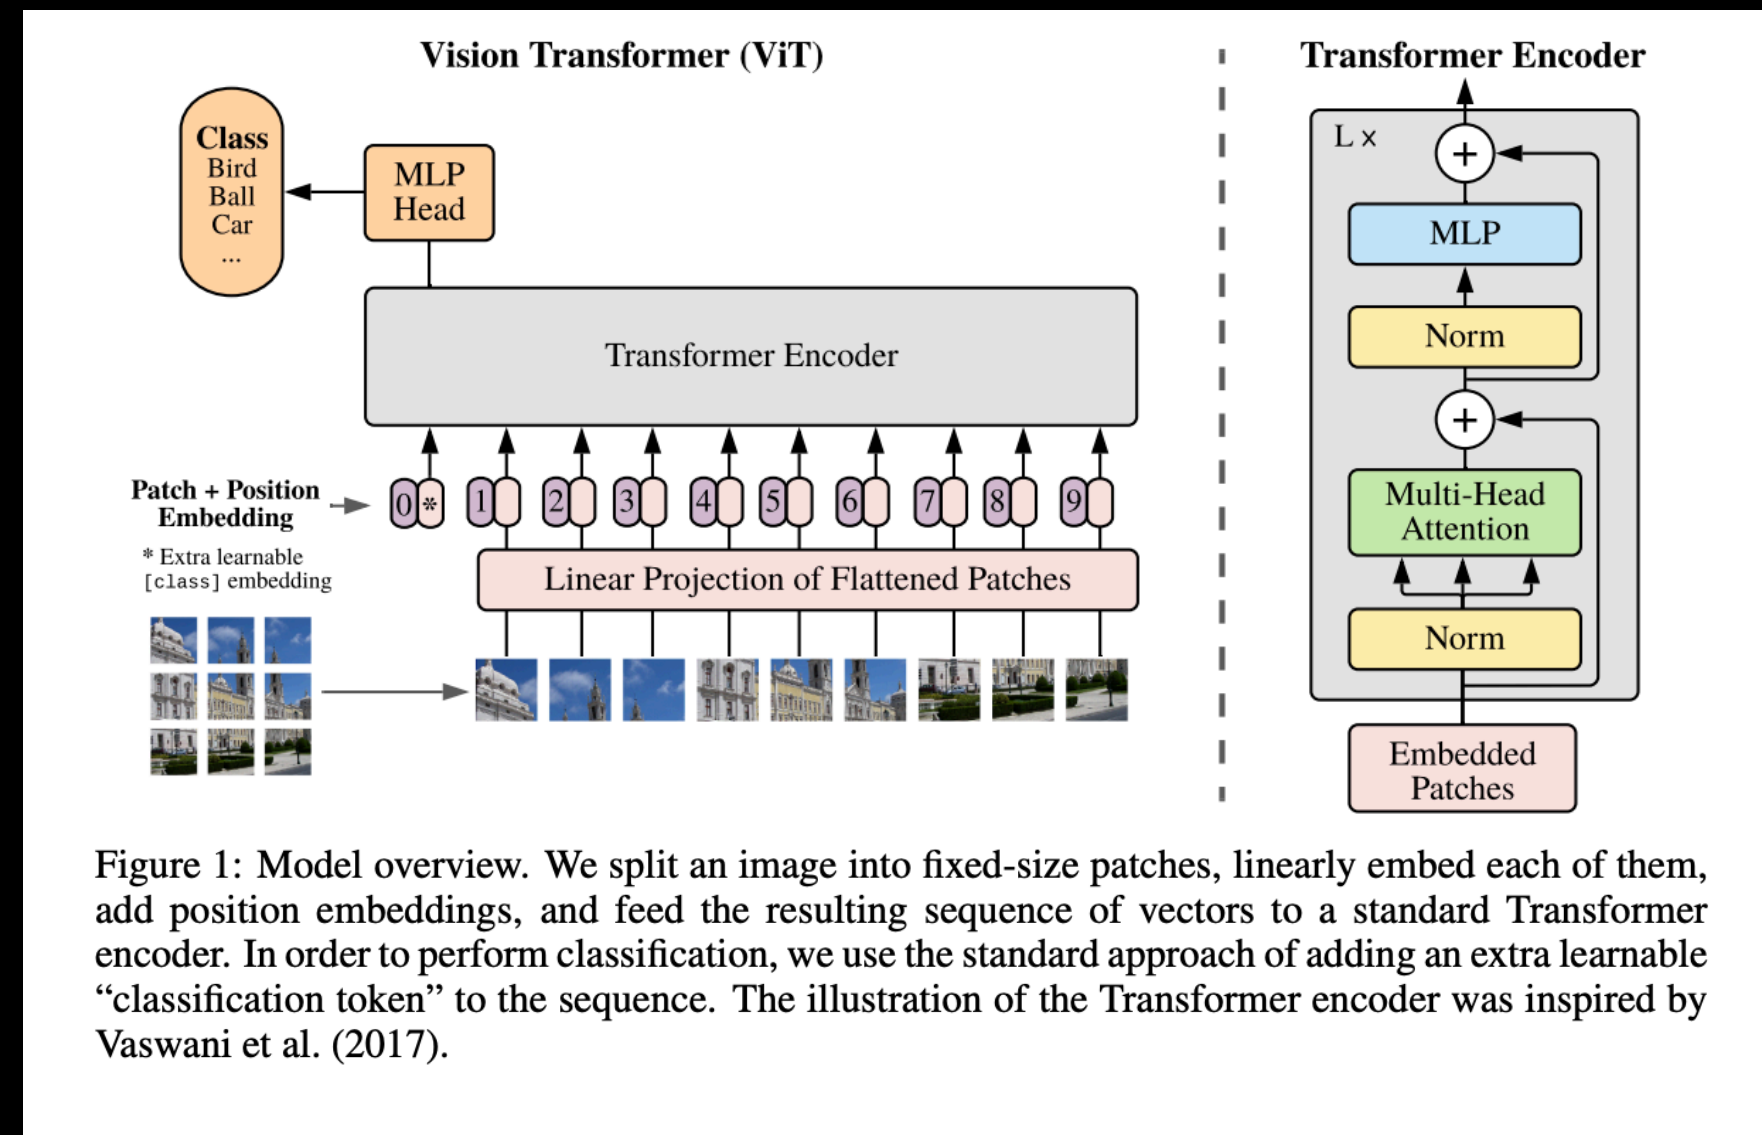 Vision Transformer (ViT)
Class
Bird
Ball
Car
...
MLP
Head
Transformer Encoder
Patch + Position
Embedding
0 * 1 2 3 4 5 6 7 8 9
* Extra learnable
[class] embedding
Linear Projection of Flattened Patches
Transformer Encoder
L ×
+
MLP
Norm
+
Multi-Head
Attention
Norm
Embedded
Patches
Figure 1: Model overview. We split an image into fixed-size patches, linearly embed each of them,
add position embeddings, and feed the resulting sequence of vectors to a standard Transformer
encoder. In order to perform classification, we use the standard approach of adding an extra learnable
“classification token” to the sequence. The illustration of the Transformer encoder was inspired by
Vaswani et al. (2017).